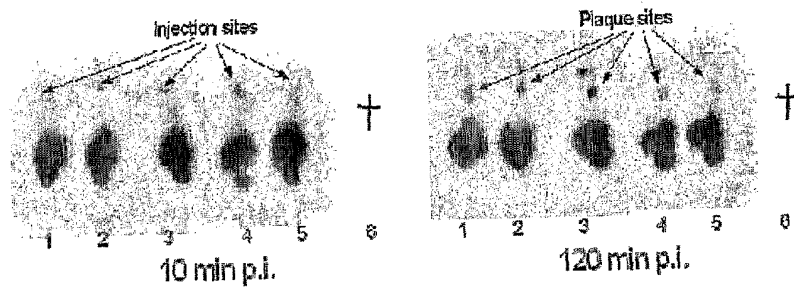 Injection sites
1 2 3 4 5 6
10 min p.i.
Plaque sites
1 2 3 4 5 6
120 min p.i.